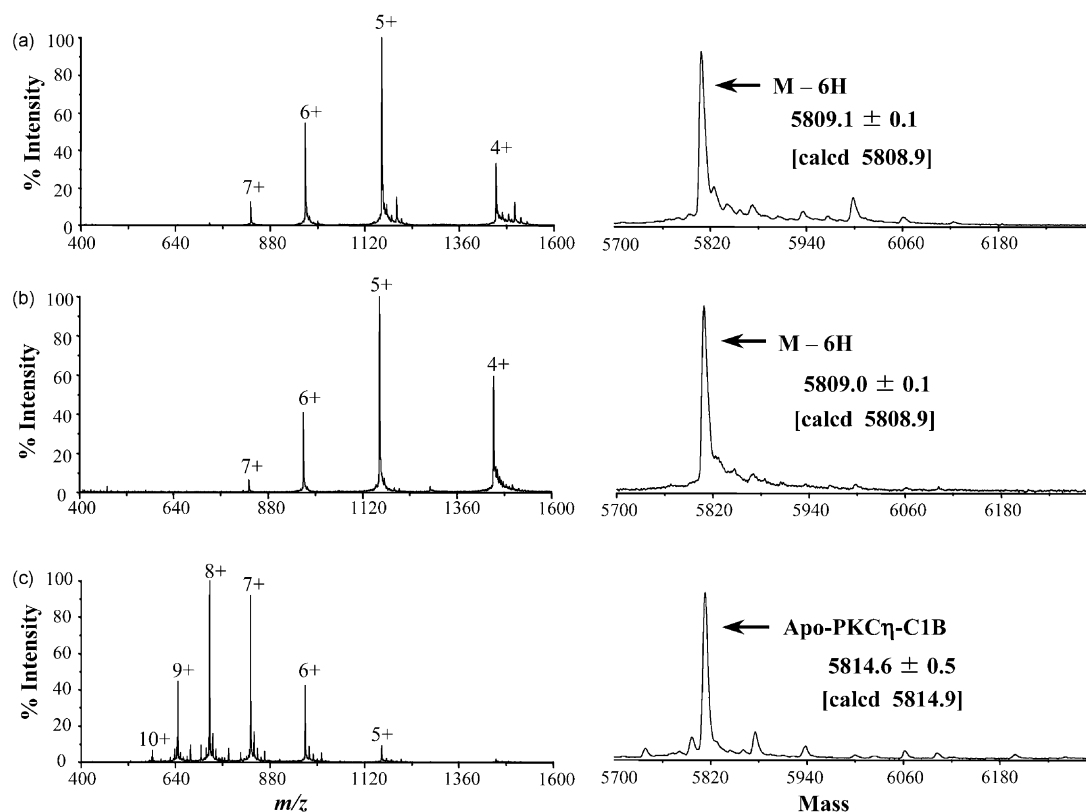 (a)
% Intensity
100
80
60
40
20
0
7+
6+
5+
4+
400 640 880 1120 1360 1600
M – 6H
5809.1 ± 0.1
[calcd 5808.9]
5700 5820 5940 6060 6180
(b)
% Intensity
100
80
60
40
20
0
7+
6+
5+
4+
400 640 880 1120 1360 1600
M – 6H
5809.0 ± 0.1
[calcd 5808.9]
5700 5820 5940 6060 6180
(c)
% Intensity
100
80
60
40
20
0
10+
9+
8+
7+
6+
5+
400 640 880 1120 1360 1600
m/z
Apo-PKCη-C1B
5814.6 ± 0.5
[calcd 5814.9]
5700 5820 5940 6060 6180
Mass